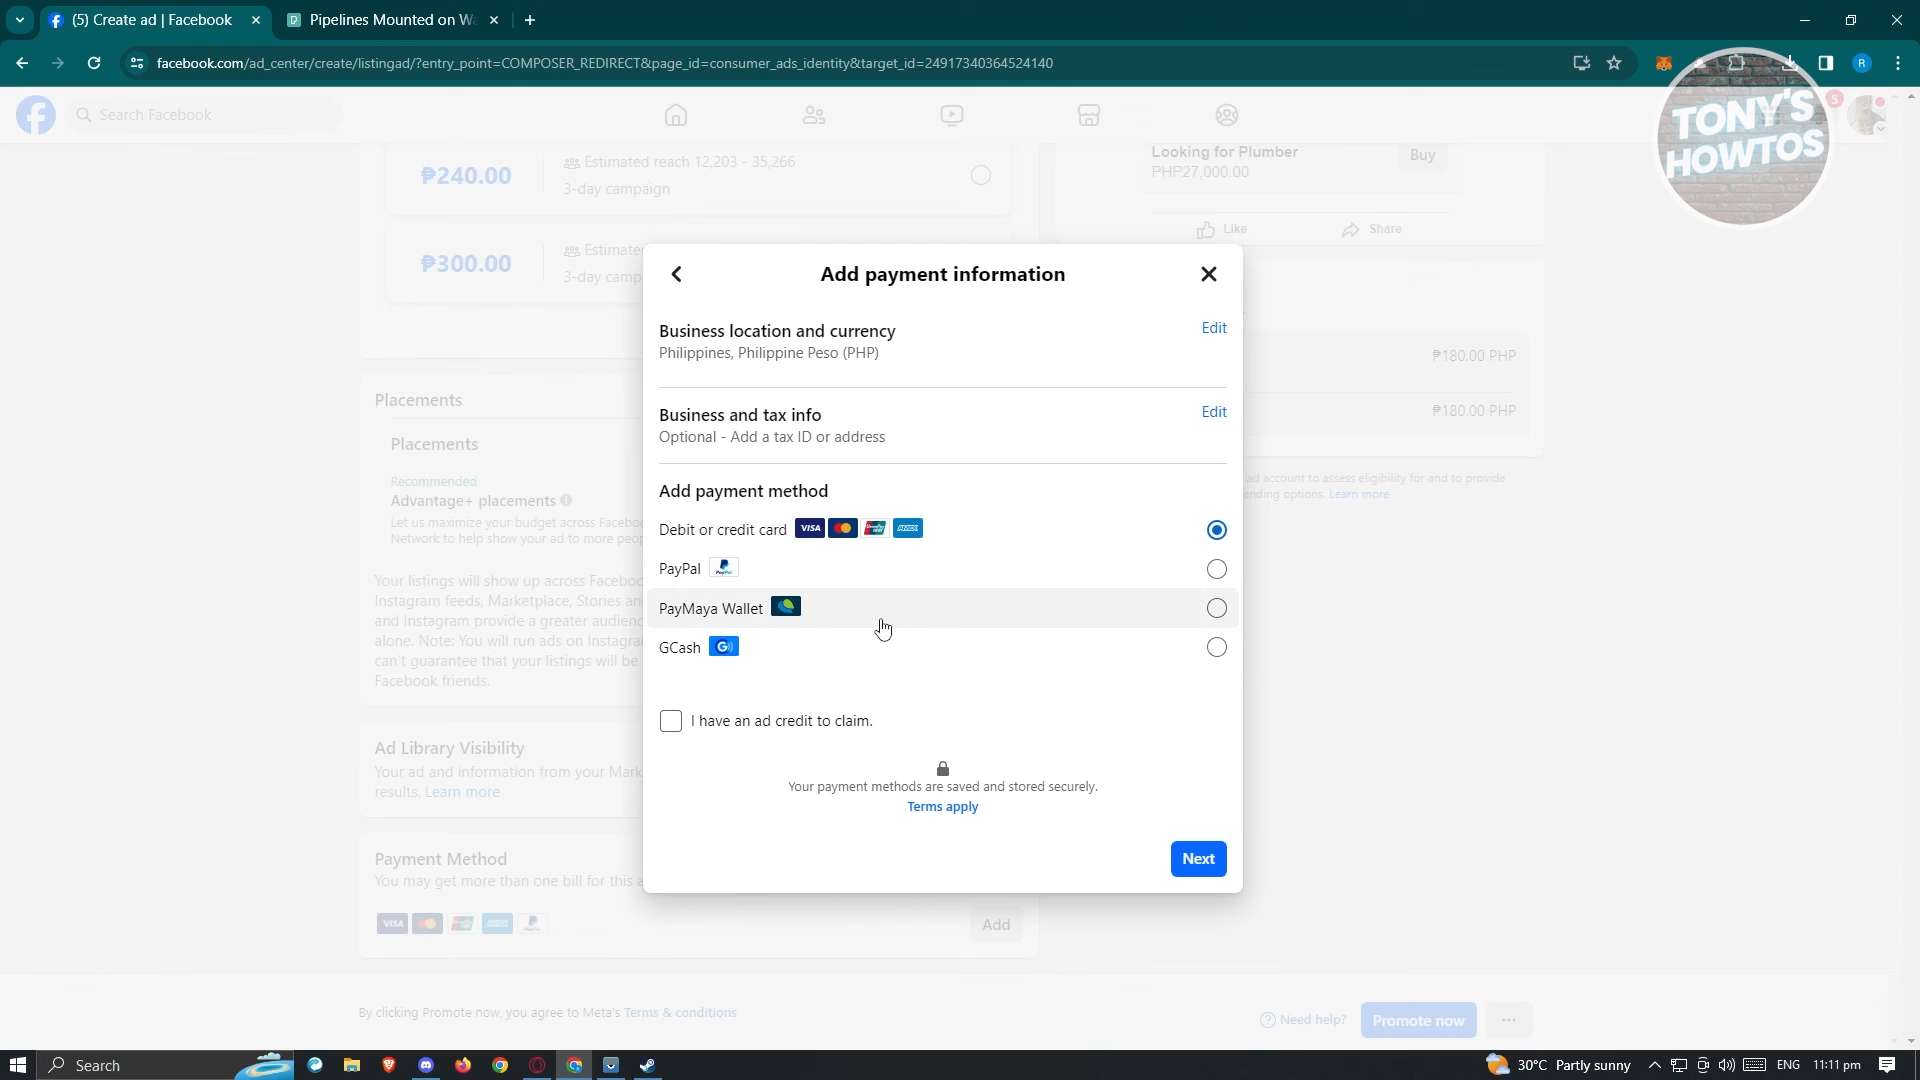 (5) Create ad | Facebook
Pipelines Mounted on Wa
facebook.com/ad_center/create/listingad/?entry_point=COMPOSER_REDIRECT&page_id=consumer_ads_identity&target_id=24917340364524140
R
Search Facebook
5
TONY'S
HOWTOS
₱240.00
Estimated reach 12,203 - 35,266
3-day campaign
Looking for Plumber
PHP27,000.00
Buy
Like
Share
₱300.00
Estimate
3-day camp
Add payment information
Business location and currency
Edit
Philippines, Philippine Peso (PHP)
₱180.00 PHP
Business and tax info
Edit
Optional - Add a tax ID or address
₱180.00 PHP
Placements
Placements
Recommended
Advantage+ placements
Let us maximize your budget across Facebo
Network to help show your ad to more peop
ad account to assess eligibility for and to provide
ending options. Learn more
Add payment method
Debit or credit card VISA AMEX
PayPal PayPal
PayMaya Wallet
GCash G
Your listings will show up across Facebo
Instagram feeds, Marketplace, Stories an
and Instagram provide a greater audien
alone. Note: You will run ads on Instagra
can't guarantee that your listings will be
Facebook friends.
I have an ad credit to claim.
Ad Library Visibility
Your ad and information from your Mark
results. Learn more
Your payment methods are saved and stored securely.
Terms apply
Next
Payment Method
You may get more than one bill for this a
VISA
Add
By clicking Promote now, you agree to Meta's Terms & conditions
Need help?
Promote now
Search
30°C Partly sunny
ENG
11:11 pm